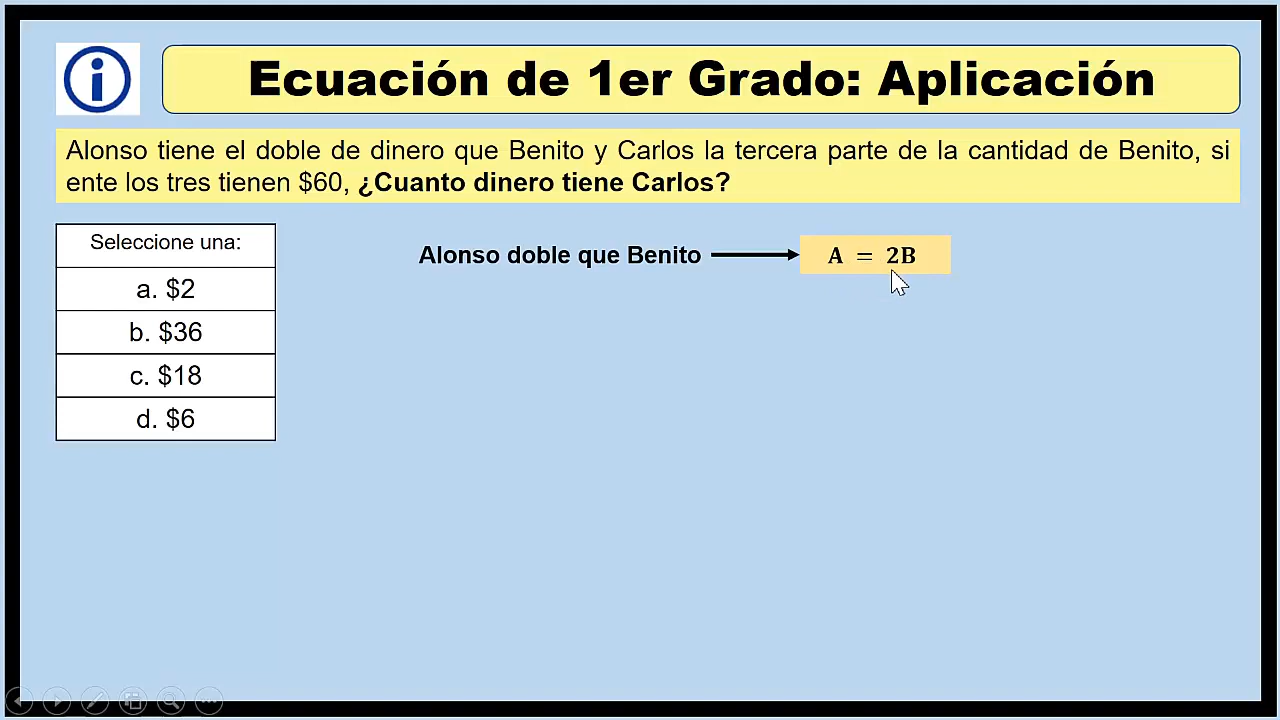 i
Ecuación de 1er Grado: Aplicación
Alonso tiene el doble de dinero que Benito y Carlos la tercera parte de la cantidad de Benito, si
ente los tres tienen $60, ¿Cuanto dinero tiene Carlos?
Seleccione una:
a. $2
b. $36
c. $18
d. $6
Alonso doble que Benito
A = 2B